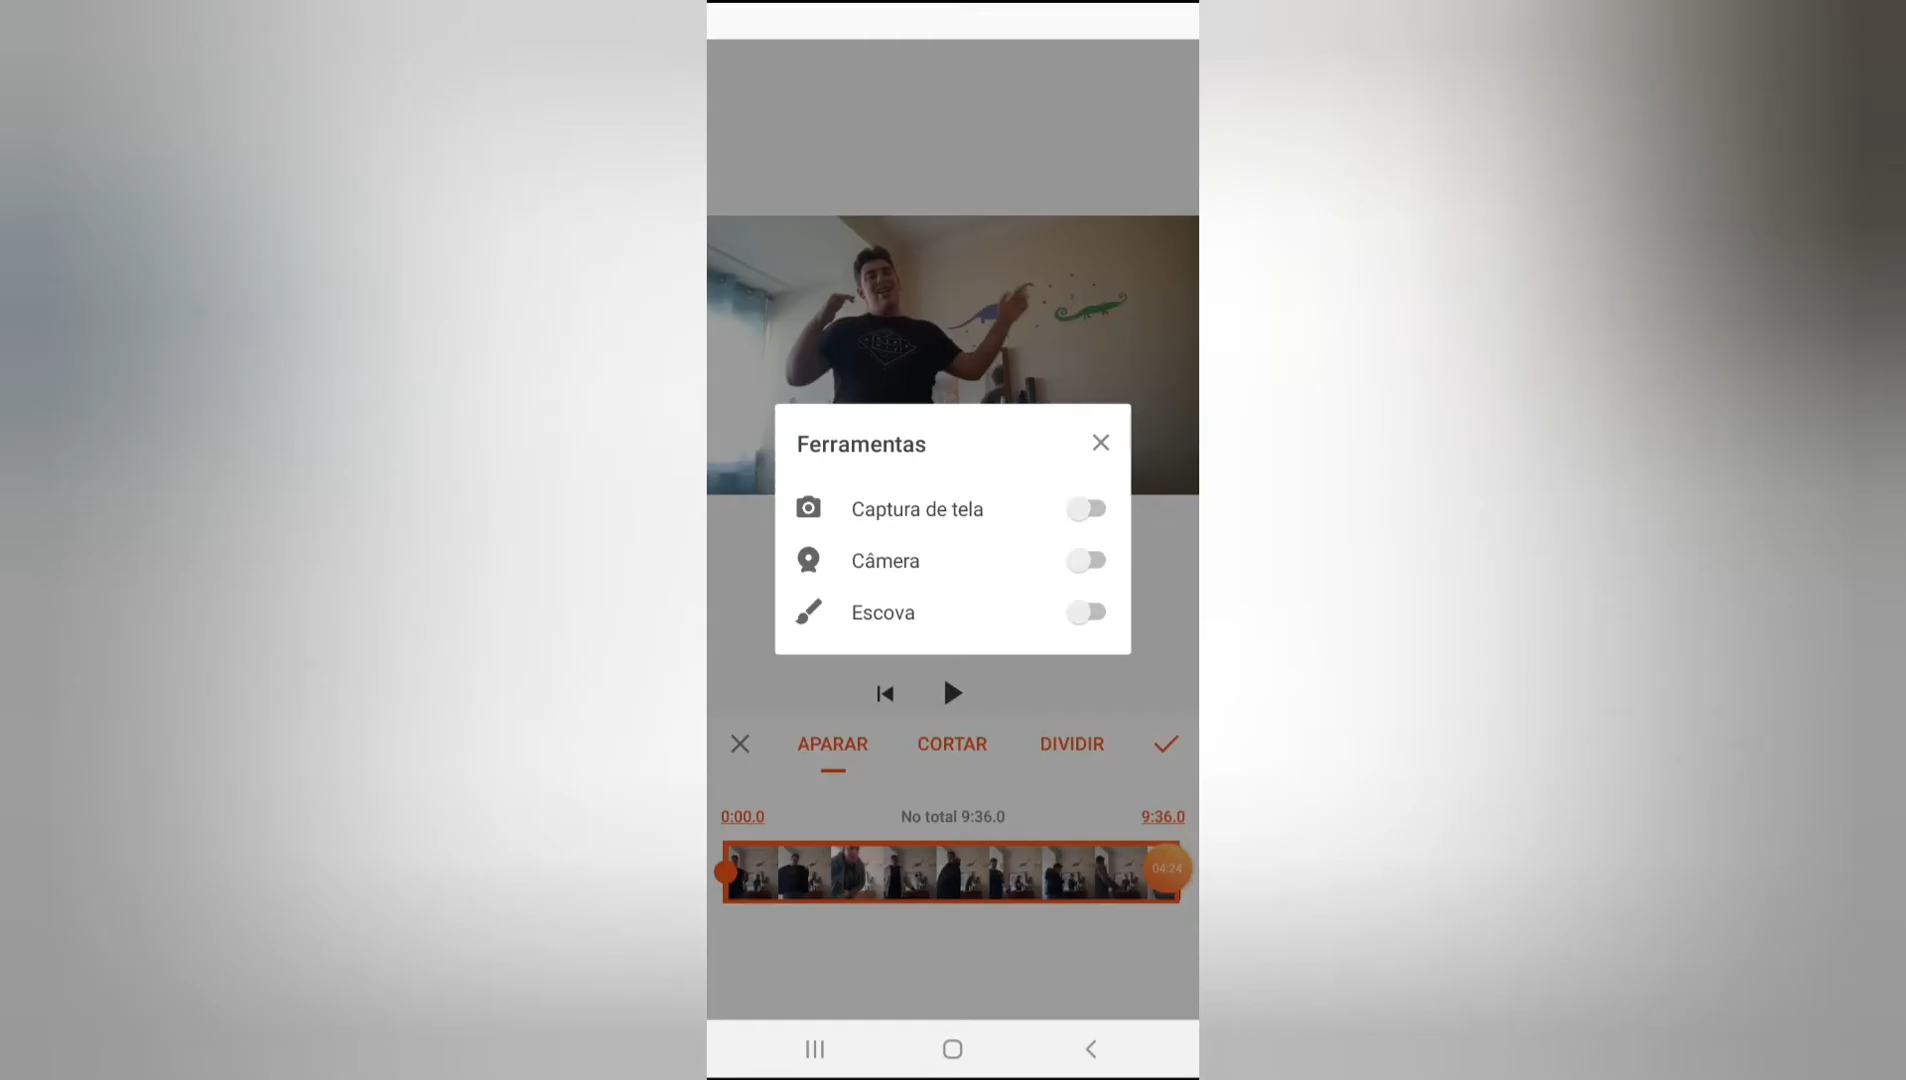 Ferramentas
Captura de tela
Câmera
Escova
APARAR CORTAR DIVIDIR
0:00.0 No total 9:36.0 9:36.0
04:24